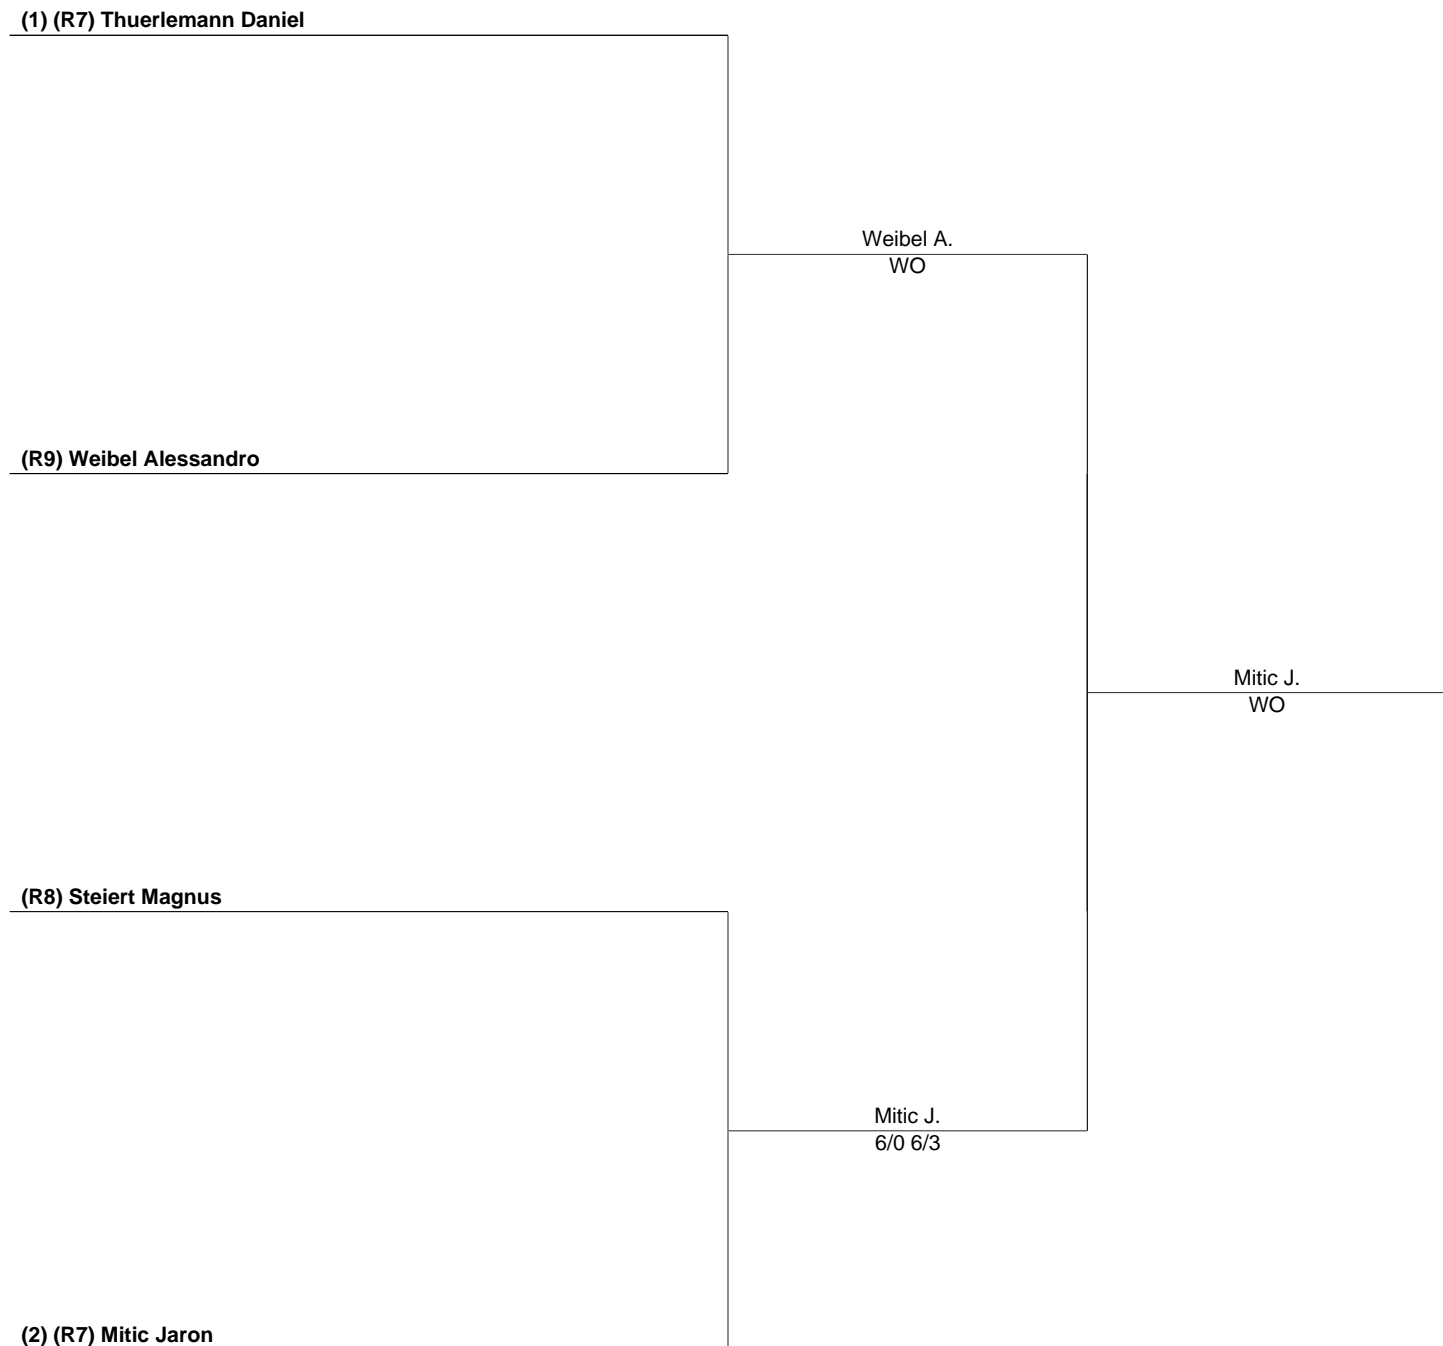 (1) (R7) Thuerlemann Daniel
Weibel A.
WO
(R9) Weibel Alessandro
Mitic J.
WO
(R8) Steiert Magnus
Mitic J.
6/0 6/3
(2) (R7) Mitic Jaron